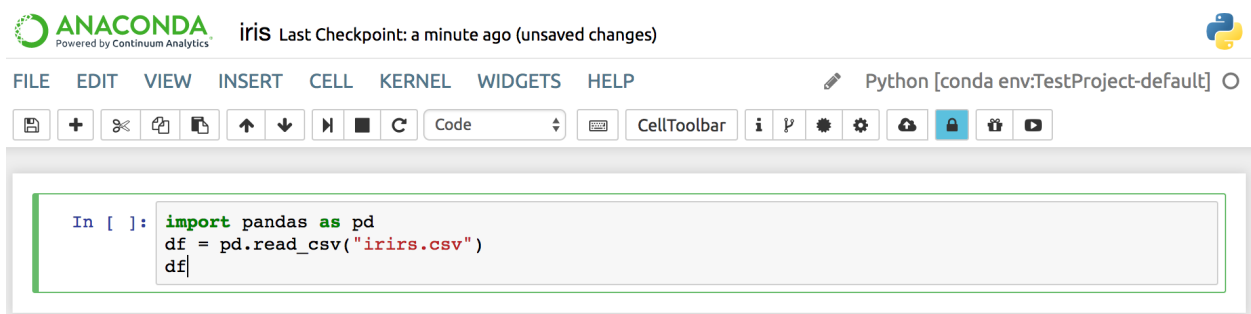 ANACONDA
Powered by Continuum Analytics
iris Last Checkpoint: a minute ago (unsaved changes)
FILE EDIT VIEW INSERT CELL KERNEL WIDGETS HELP Python [conda env:TestProject-default]
Code CellToolbar
In [ ]: import pandas as pd
df = pd.read_csv("irirs.csv")
df